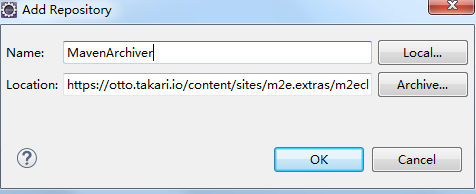 Add Repository
Name: MavenArchiver Local...
Location: https://otto.takari.io/content/sites/m2e.extras/m2ecl Archive...
? OK Cancel